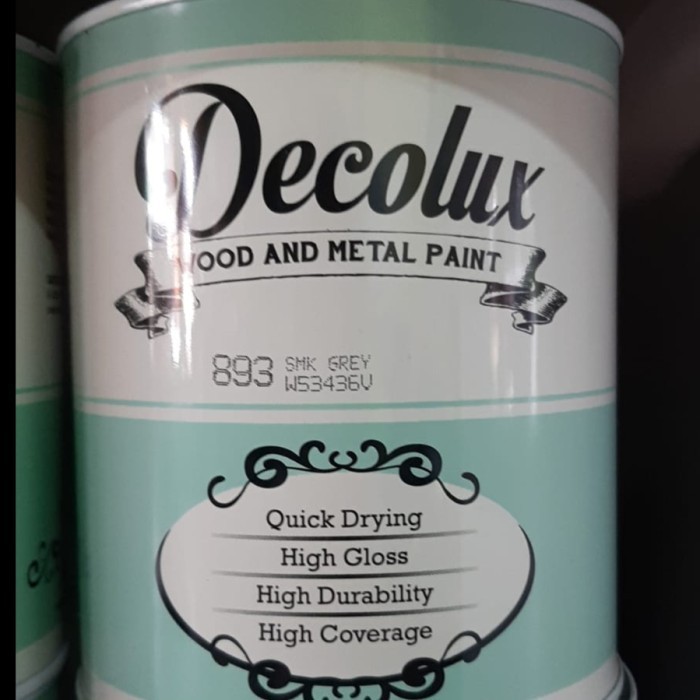 Decolux
WOOD AND METAL PAINT
893 SMK GREY
W53436V
Quick Drying
High Gloss
High Durability
High Coverage